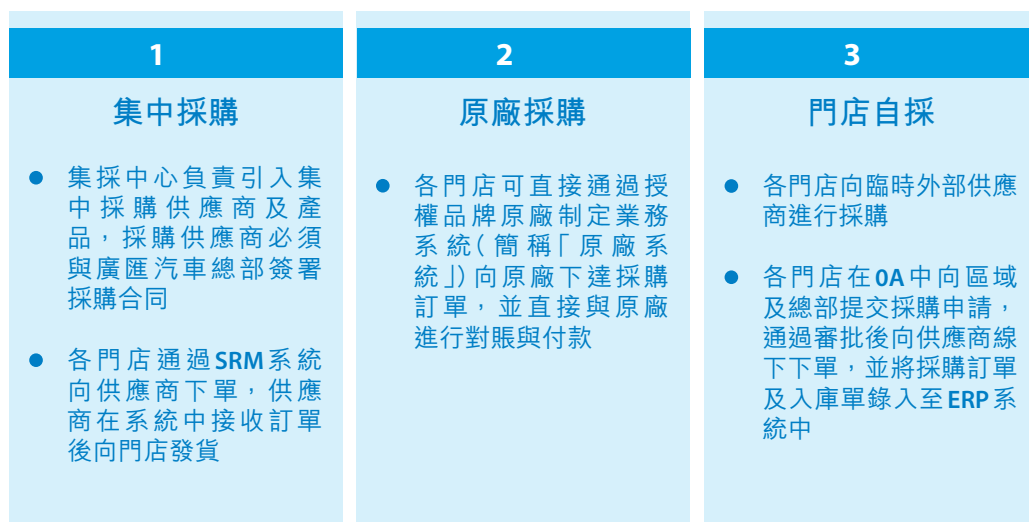 1
集中採購
● 集採中心負責引入集
中採購供應商及產
品，採購供應商必須
與廣匯汽車總部簽署
採購合同
● 各門店通過SRM系統
向供應商下單，供應
商在系統中接收訂單
後向門店發貨
2
原廠採購
● 各門店可直接通過授
權品牌原廠制定業務
系統（簡稱「原廠系
統」）向原廠下達採購
訂單，並直接與原廠
進行對賬與付款
3
門店自採
● 各門店向臨時外部供應
商進行採購
● 各門店在0A中向區域
及總部提交採購申請，
通過審批後向供應商線
下下單，並將採購訂單
及入庫單錄入至ERP系
統中